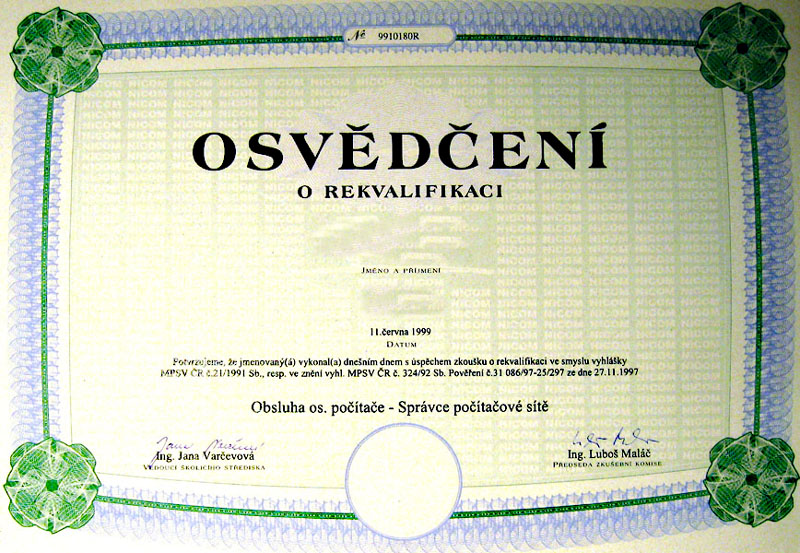 № 9910180R
OSVĚDČENÍ
O REKVALIFIKACI
JMÉNO A PŘÍJMENÍ
11.června 1999
DATUM
Potvrzujeme, že jmenovaný(á) vykonal(a) dnešním dnem s úspěchem zkoušku o rekvalifikaci ve smyslu vyhlášky
MPSV ČR č.21/1991 Sb., resp. ve znění vyhl. MPSV ČR č. 324/92 Sb. Pověření č.31 086/97-25/297 ze dne 27.11.1997
Obsluha os. počítače - Správce počítačové sítě
Ing. Jana Varčevová
VEDOUCÍ ŠKOLICÍHO STŘEDISKA
Ing. Luboš Maláč
PŘEDSEDA ZKUŠEBNÍ KOMISE